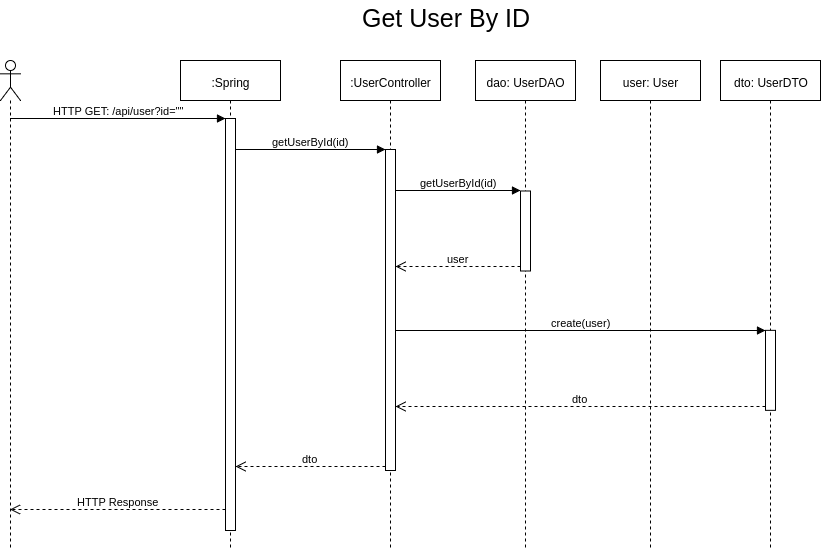 Get User By ID
:Spring
:UserController
dao: UserDAO
user: User
dto: UserDTO
HTTP GET: /api/user?id=""
getUserById(id)
getUserById(id)
user
create(user)
dto
dto
HTTP Response